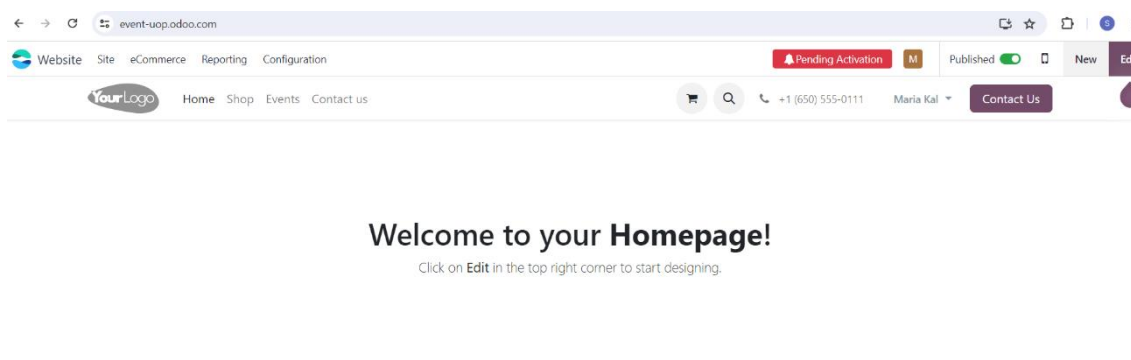 event-uop.odoo.com
S
Website Site eCommerce Reporting Configuration Pending Activation M Published New Ed
YourLogo Home Shop Events Contact us +1 (650) 555-0111 Maria Kal Contact Us
Welcome to your Homepage!
Click on Edit in the top right corner to start designing.